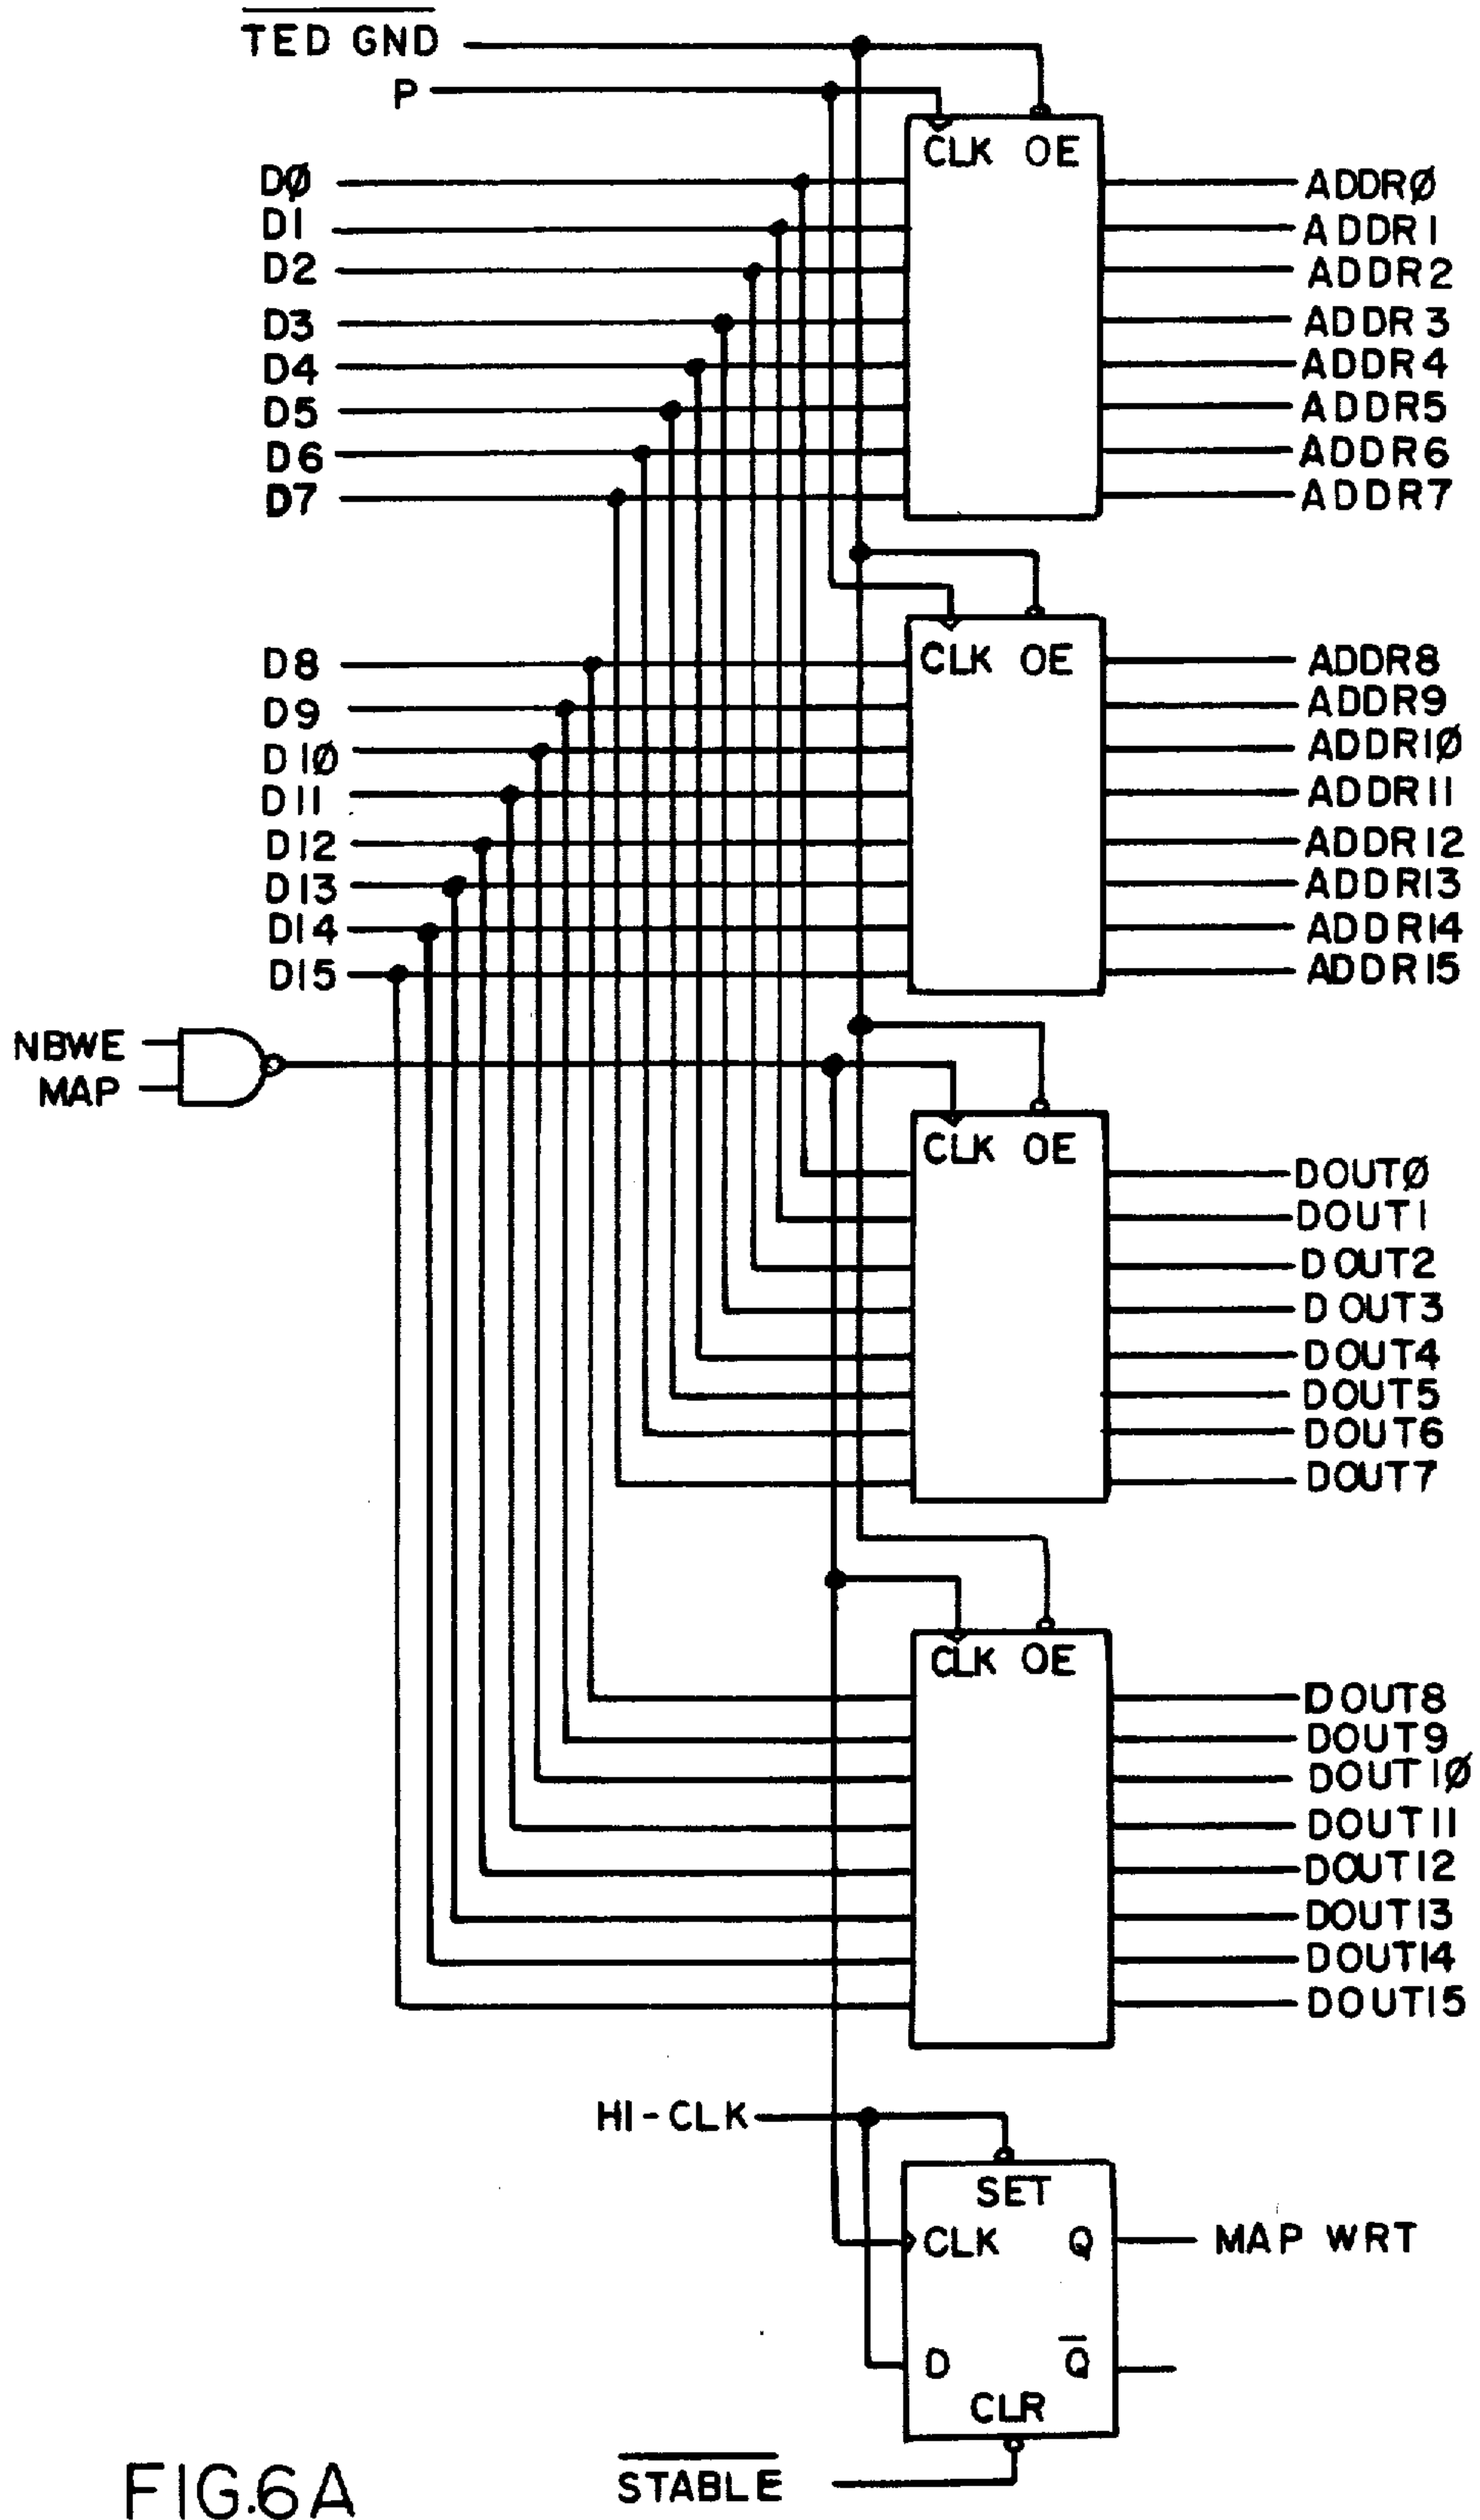 TED GND
P
CLK OE
DØ
D1
D2
D3
D4
D5
D6
D7
ADDRØ
ADDR1
ADDR2
ADDR3
ADDR4
ADDR5
ADDR6
ADDR7
CLK OE
D8
D9
D1Ø
D11
D12
D13
D14
D15
ADDR8
ADDR9
ADDR1Ø
ADDR11
ADDR12
ADDR13
ADDR14
ADDR15
NBWE
MAP
CLK OE
DOUTØ
DOUT1
DOUT2
DOUT3
DOUT4
DOUT5
DOUT6
DOUT7
CLK OE
DOUT8
DOUT9
DOUT1Ø
DOUT11
DOUT12
DOUT13
DOUT14
DOUT15
HI-CLK
SET
CLK Q
MAP WRT
D Q̅
CLR
STABLE
FIG.6A